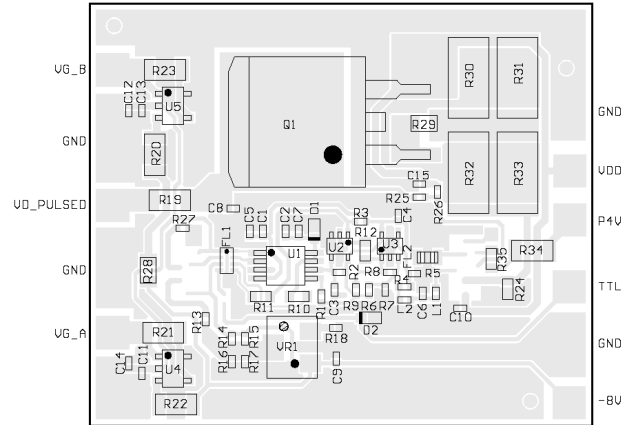 VG_B
GND
VD_PULSED
GND
VG_A
GND
VDD
P4V
TTL
GND
-8V
R23
C12
C13
U5
R20
R19
R27
C8
FL1
R28
C5
C1
C2
C7
D1
U1
R11
R10
R1
Q1
R29
R30
R31
R32
R33
C15
R25
R26
C4
R3
R12
U2
U3
R2
R8
FL2
R5
R4
C3
R9
R6
R7
L2
C6
L1
C10
R35
R34
R24
R13
R21
C14
C11
U4
R22
R14
R15
R16
R17
VR1
R18
D2
C9